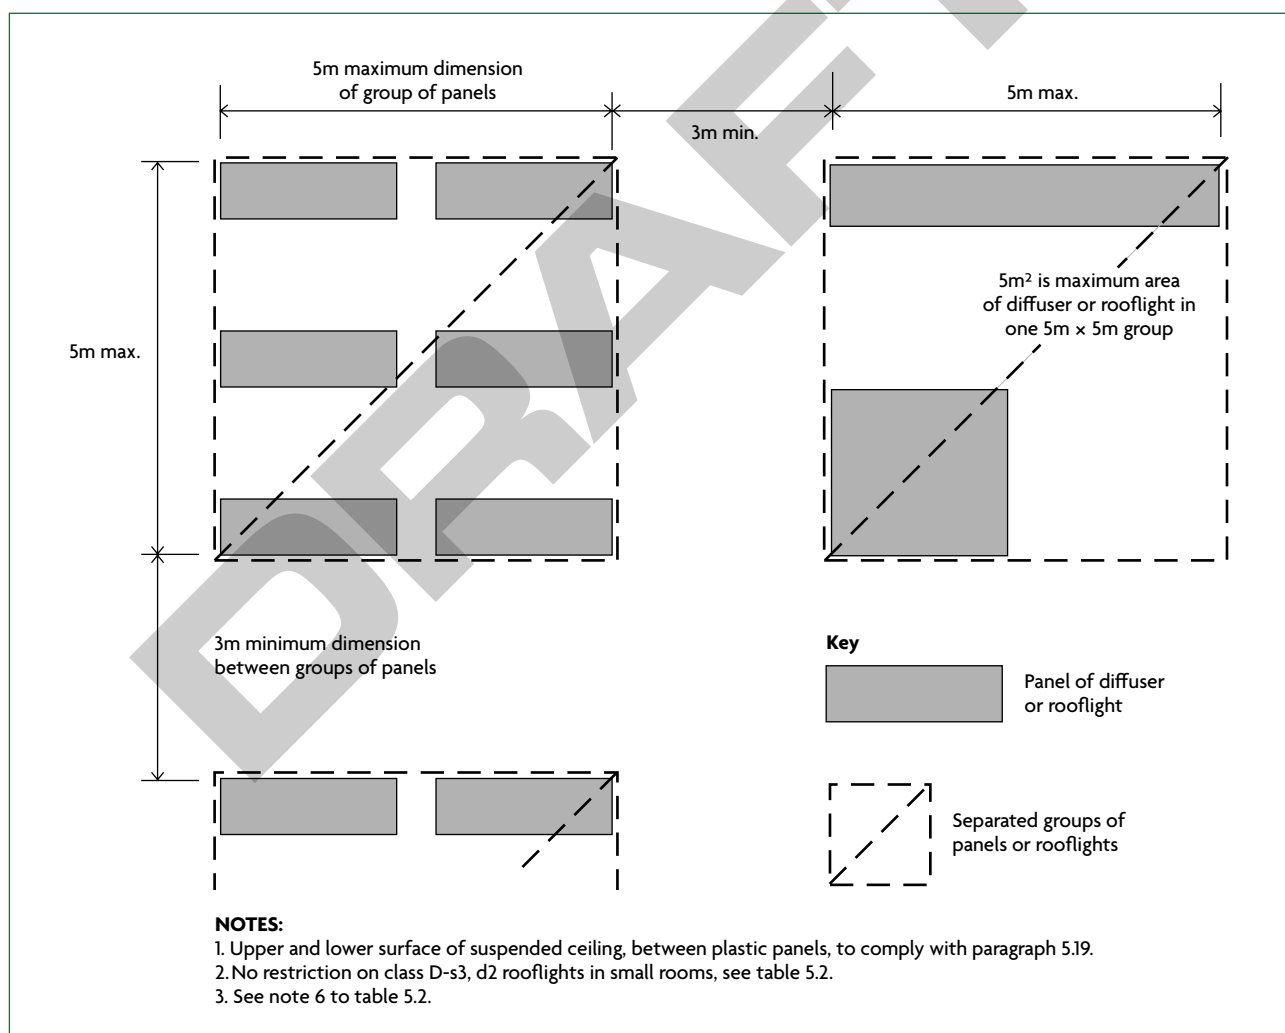 5m maximum dimension
of group of panels
5m max.
3m min.
5m max.
5m² is maximum area
of diffuser or rooflight in
one 5m × 5m group
3m minimum dimension
between groups of panels
Key
Panel of diffuser
or rooflight
Separated groups of
panels or rooflights
NOTES:
1. Upper and lower surface of suspended ceiling, between plastic panels, to comply with paragraph 5.19.
2. No restriction on class D-s3, d2 rooflights in small rooms, see table 5.2.
3. See note 6 to table 5.2.
DRAFT